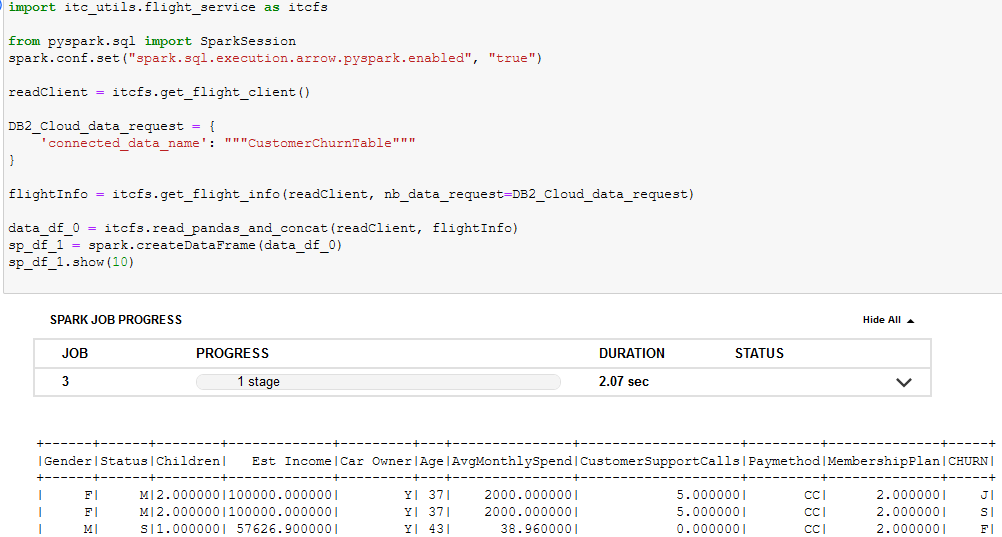 import itc_utils.flight_service as itcfs
from pyspark.sql import SparkSession
spark.conf.set("spark.sql.execution.arrow.pyspark.enabled", "true")
readClient = itcfs.get_flight_client()
DB2_Cloud_data_request = {
    'connected_data_name': """CustomerChurnTable"""
}
flightInfo = itcfs.get_flight_info(readClient, nb_data_request=DB2_Cloud_data_request)
data_df_0 = itcfs.read_pandas_and_concat(readClient, flightInfo)
sp_df_1 = spark.createDataFrame(data_df_0)
sp_df_1.show(10)
SPARK JOB PROGRESS Hide All
JOB PROGRESS DURATION STATUS
3 1 stage 2.07 sec
+------+------+--------+-------------+---------+---+---------------+--------------------+---------+--------------+-----+
|Gender|Status|Children|   Est Income|Car Owner|Age|AvgMonthlySpend|CustomerSupportCalls|Paymethod|MembershipPlan|CHURN|
+------+------+--------+-------------+---------+---+---------------+--------------------+---------+--------------+-----+
|     F|     M|2.000000|100000.000000|        Y| 37|    2000.000000|            5.000000|       CC|      2.000000|    J|
|     F|     M|2.000000|100000.000000|        Y| 37|    2000.000000|            5.000000|       CC|      2.000000|    S|
|     M|     S|1.000000| 57626.900000|        Y| 43|      38.960000|            0.000000|       CC|      2.000000|    F|